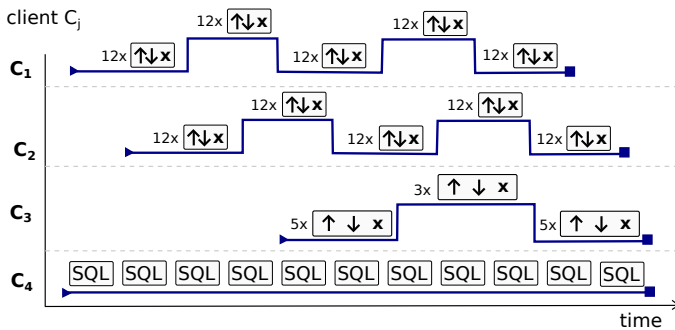 client Cj
12x ↑↓x
12x ↑↓x
12x ↑↓x
12x ↑↓x
12x ↑↓x
C1
12x ↑↓x
12x ↑↓x
12x ↑↓x
12x ↑↓x
12x ↑↓x
C2
3x ↑ ↓ x
5x ↑ ↓ x
5x ↑ ↓ x
C3
SQL SQL SQL SQL SQL SQL SQL SQL SQL SQL SQL
C4
time